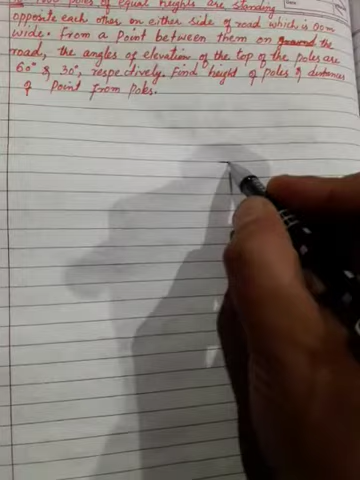 poles of equal heights are standing
opposite each other on either side of road which is 80m
wide. From a Point between them on the
road, the angles of elevation of the top of the poles are
60° & 30°, respectively. Find height of poles & distances
of Point from Poles.